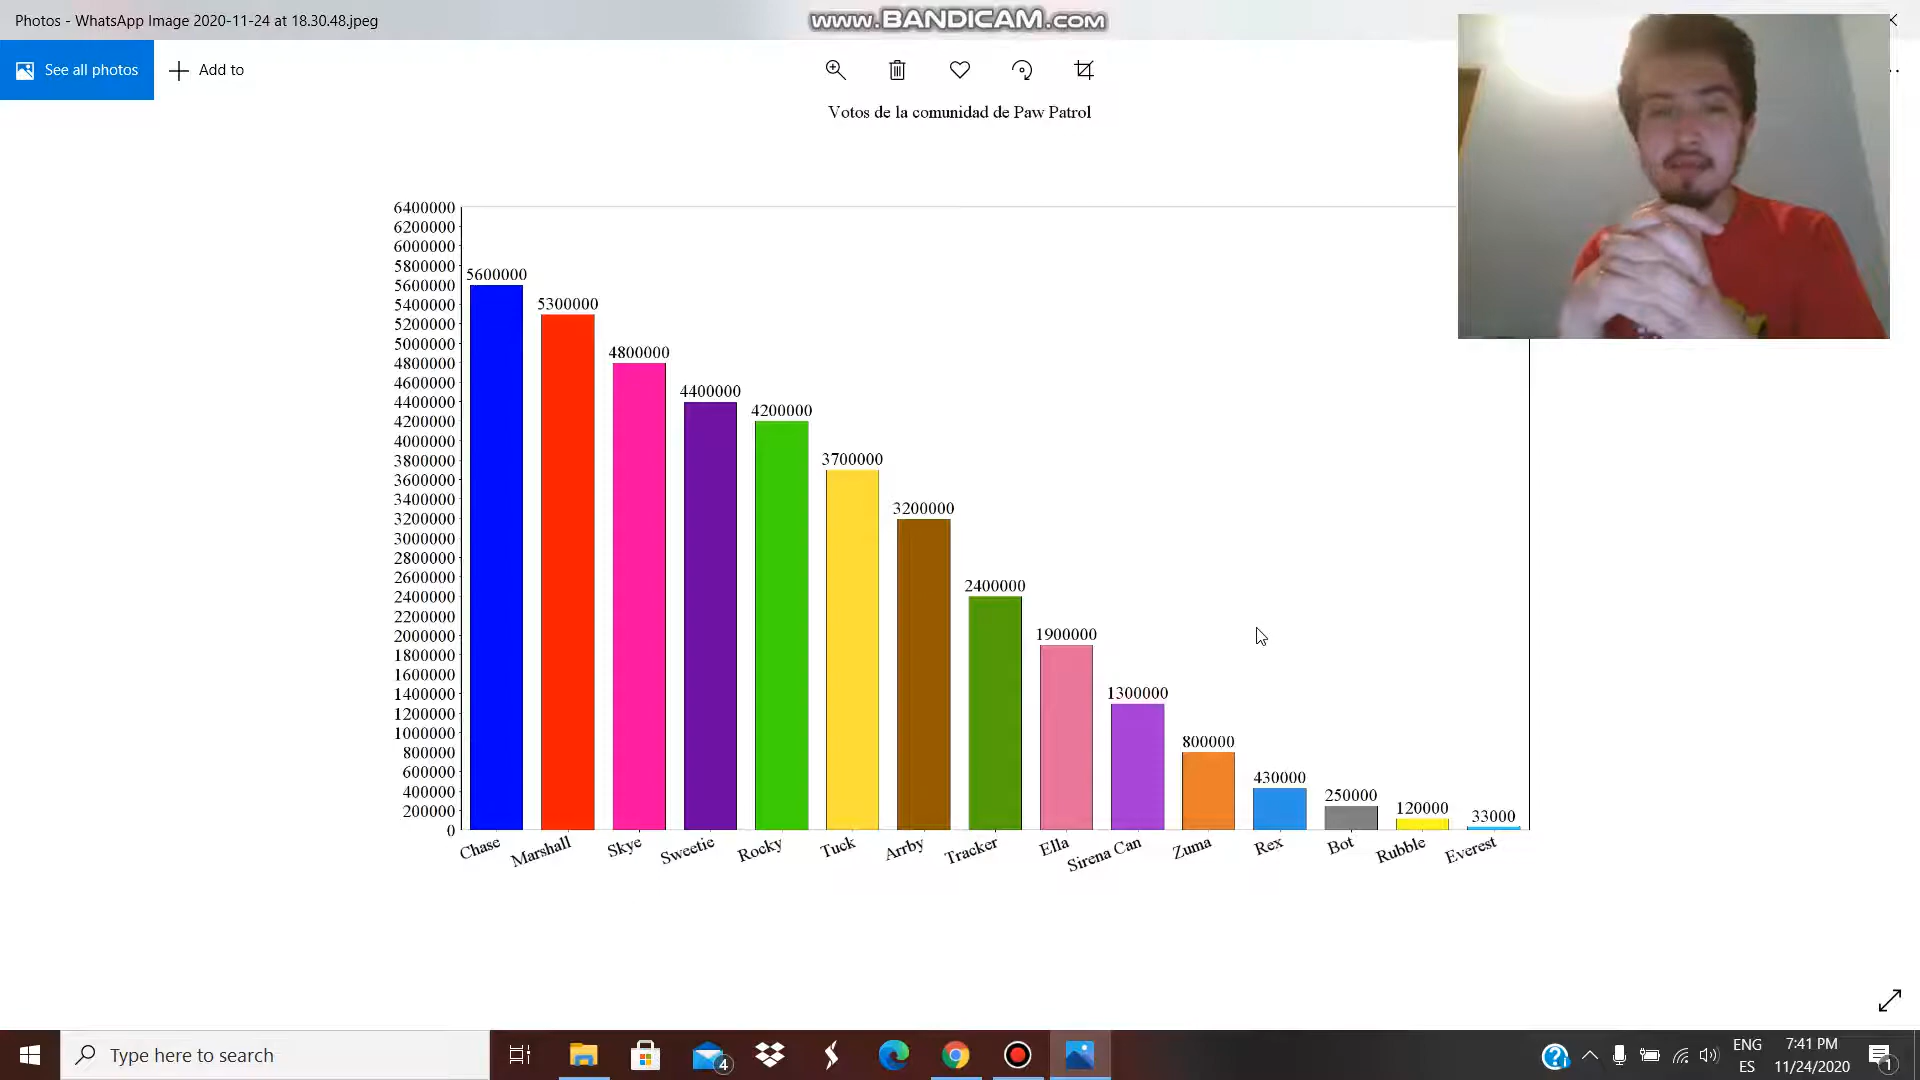 Photos - WhatsApp Image 2020-11-24 at 18.30.48.jpeg
www.BANDICAM.com
See all photos
Add to
Votos de la comunidad de Paw Patrol
6400000
6200000
6000000
5800000
5600000
5400000
5200000
5000000
4800000
4600000
4400000
4200000
4000000
3800000
3600000
3400000
3200000
3000000
2800000
2600000
2400000
2200000
2000000
1800000
1600000
1400000
1200000
1000000
800000
600000
400000
200000
0
5600000
5300000
4800000
4400000
4200000
3700000
3200000
2400000
1900000
1300000
800000
430000
250000
120000
33000
Chase
Marshall
Skye
Sweetie
Rocky
Tuck
Arrby
Tracker
Ella
Sirena Can
Zuma
Rex
Bot
Rubble
Everest
Type here to search
4
ENG
ES
7:41 PM
11/24/2020
1